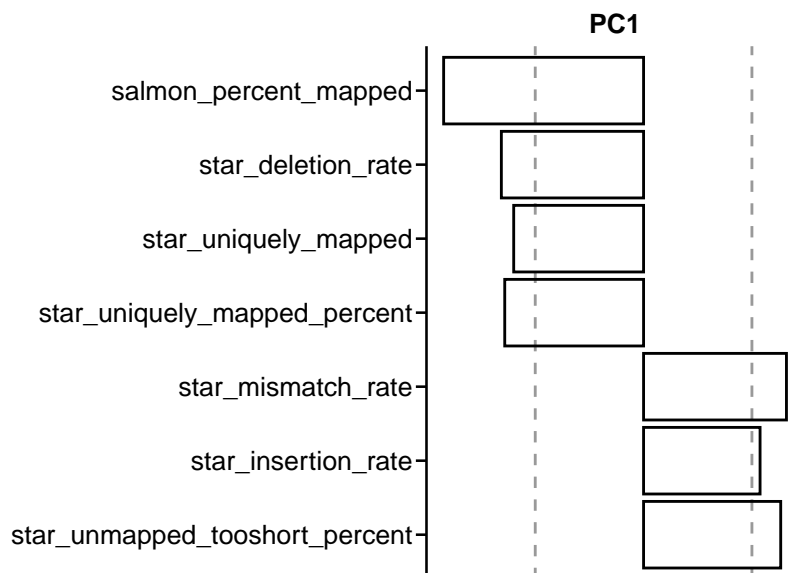 PC1
salmon_percent_mapped
star_deletion_rate
star_uniquely_mapped
star_uniquely_mapped_percent
star_mismatch_rate
star_insertion_rate
star_unmapped_tooshort_percent